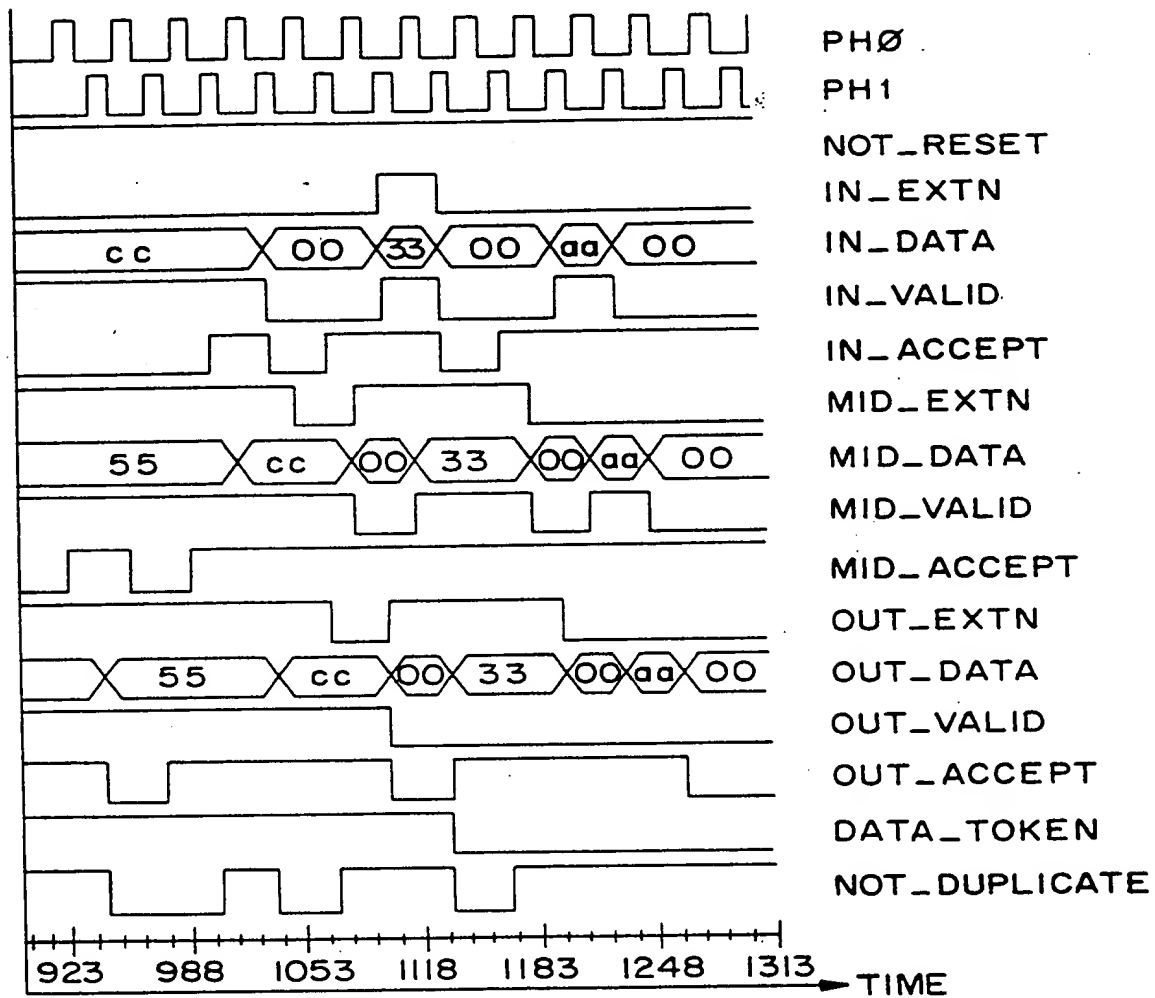 PHØ
PH1
NOT_RESET
IN_EXTN
cc 00 33 00 aa 00 IN_DATA
IN_VALID
IN_ACCEPT
MID_EXTN
55 cc 00 33 00 aa 00 MID_DATA
MID_VALID
MID_ACCEPT
OUT_EXTN
55 cc 00 33 00 aa 00 OUT_DATA
OUT_VALID
OUT_ACCEPT
DATA_TOKEN
NOT_DUPLICATE
923 988 1053 1118 1183 1248 1313
TIME